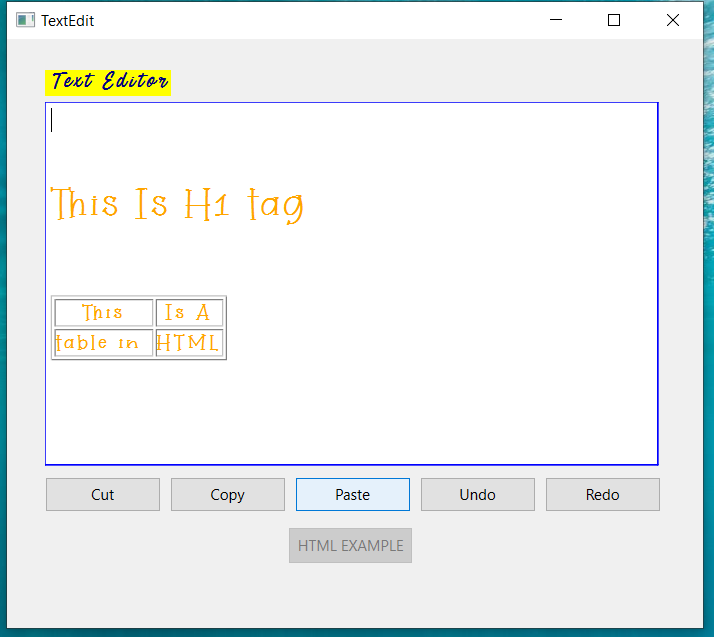 TextEdit
Text Editor
This Is H1 tag
This Is A
table in HTML
Cut Copy Paste Undo Redo
HTML EXAMPLE